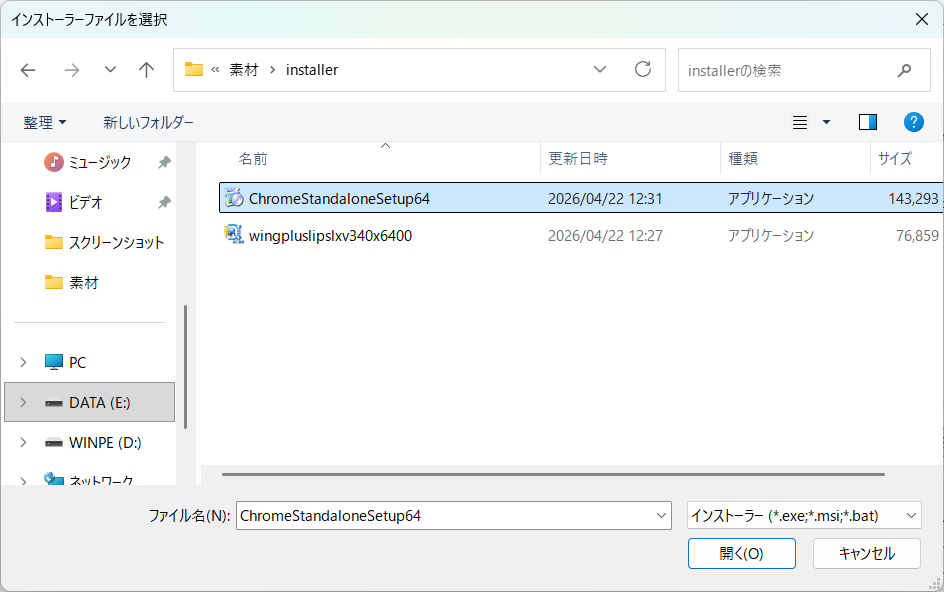 インストーラーファイルを選択
« 素材 › installer
installerの検索
整理
新しいフォルダー
ミュージック
ビデオ
スクリーンショット
素材
PC
DATA (E:)
WINPE (D:)
ネットワーク
名前 更新日時 種類 サイズ
ChromeStandaloneSetup64 2026/04/22 12:31 アプリケーション 143,293
wingpluslipslxv340x6400 2026/04/22 12:27 アプリケーション 76,859
ファイル名(N): ChromeStandaloneSetup64
インストーラー (*.exe;*.msi;*.bat)
開く(O)
キャンセル